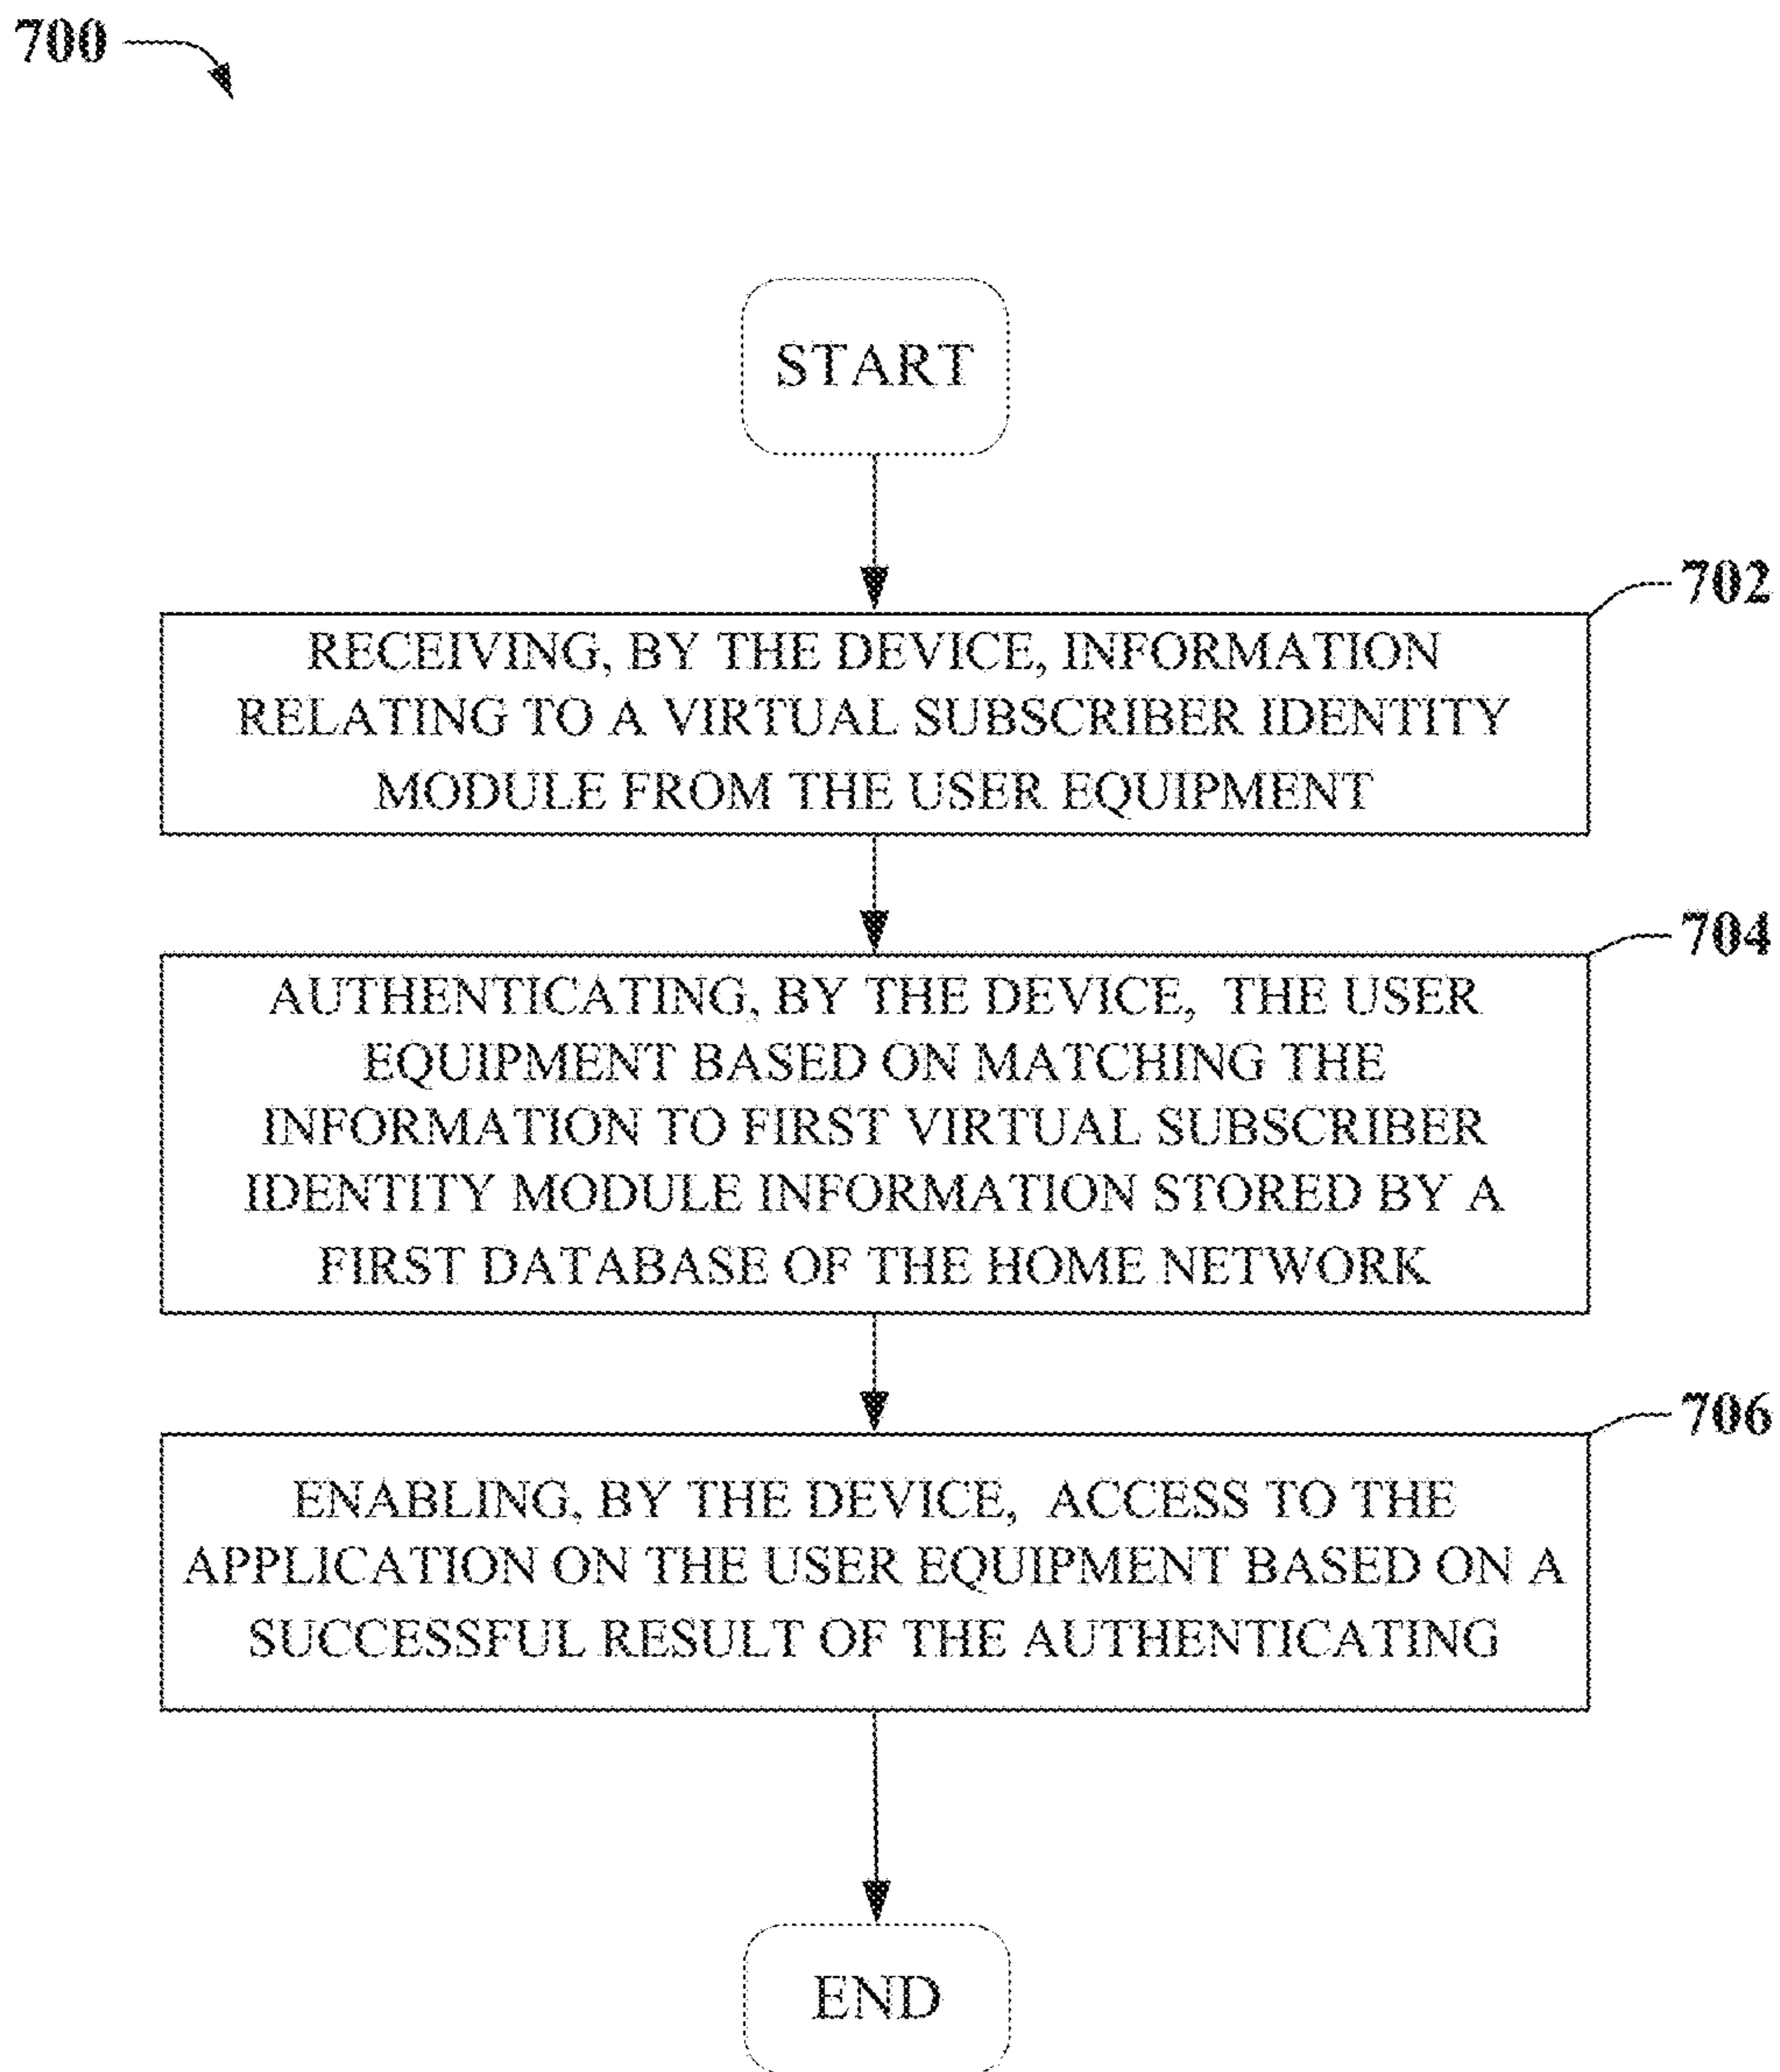 700
START
702
RECEIVING, BY THE DEVICE, INFORMATION
RELATING TO A VIRTUAL SUBSCRIBER IDENTITY
MODULE FROM THE USER EQUIPMENT
704
AUTHENTICATING, BY THE DEVICE, THE USER
EQUIPMENT BASED ON MATCHING THE
INFORMATION TO FIRST VIRTUAL SUBSCRIBER
IDENTITY MODULE INFORMATION STORED BY A
FIRST DATABASE OF THE HOME NETWORK
706
ENABLING, BY THE DEVICE, ACCESS TO THE
APPLICATION ON THE USER EQUIPMENT BASED ON A
SUCCESSFUL RESULT OF THE AUTHENTICATING
END